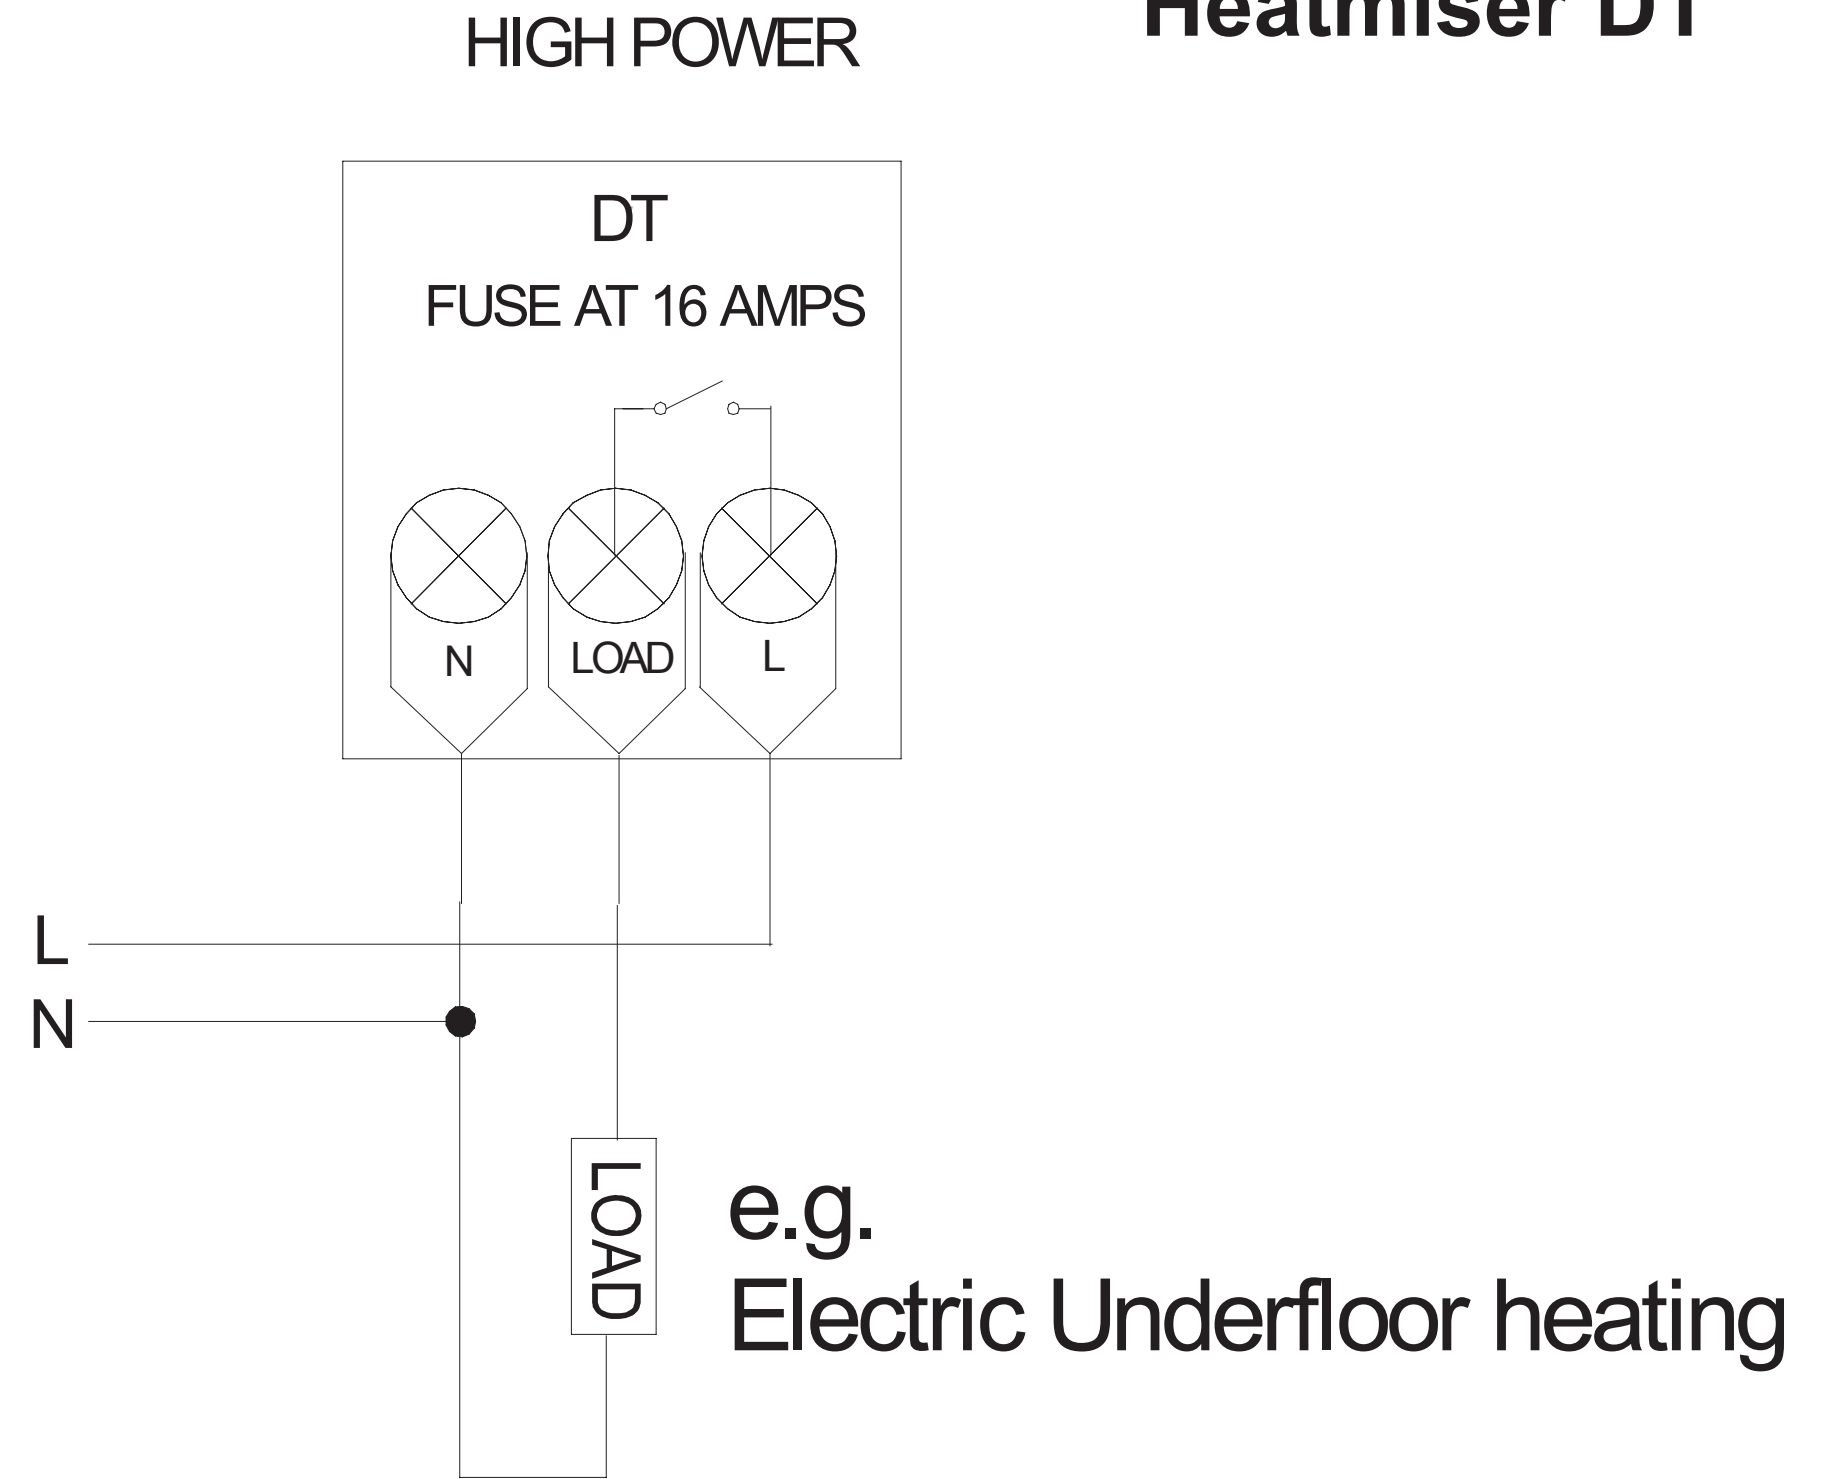 HIGH POWER
Heatmiser DT
DT
FUSE AT 16 AMPS
N
LOAD
L
L
N
LOAD
e.g.
Electric Underfloor heating